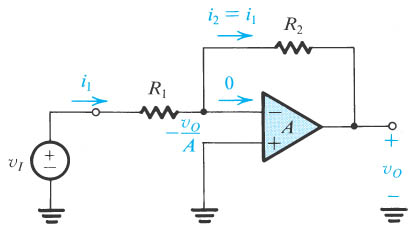 i₂ = i₁
R₂
i₁
R₁
0
−v_O/A
−
A
+
v_I
+
−
+
v_O
−